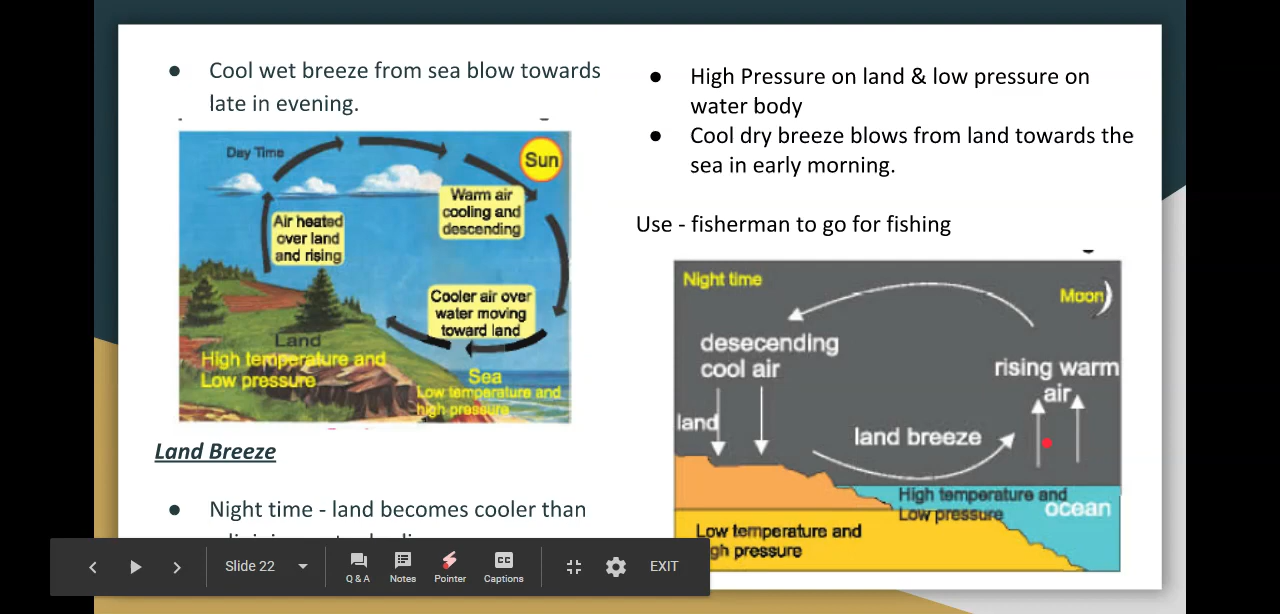 ● Cool wet breeze from sea blow towards
late in evening.
Day Time
Sun
Warm air
cooling and
descending
Air heated
over land
and rising
Cooler air over
water moving
toward land
Land
High temperature and
Low pressure
Sea
Low temperature and
high pressure
Land Breeze
● Night time - land becomes cooler than
● High Pressure on land & low pressure on
water body
● Cool dry breeze blows from land towards the
sea in early morning.
Use - fisherman to go for fishing
Night time
Moon
desecending
cool air
rising warm
air
land
land breeze
High temperature and
Low pressure
ocean
Low temperature and
gh pressure
Slide 22
Q & A
Notes
Pointer
CC
Captions
EXIT